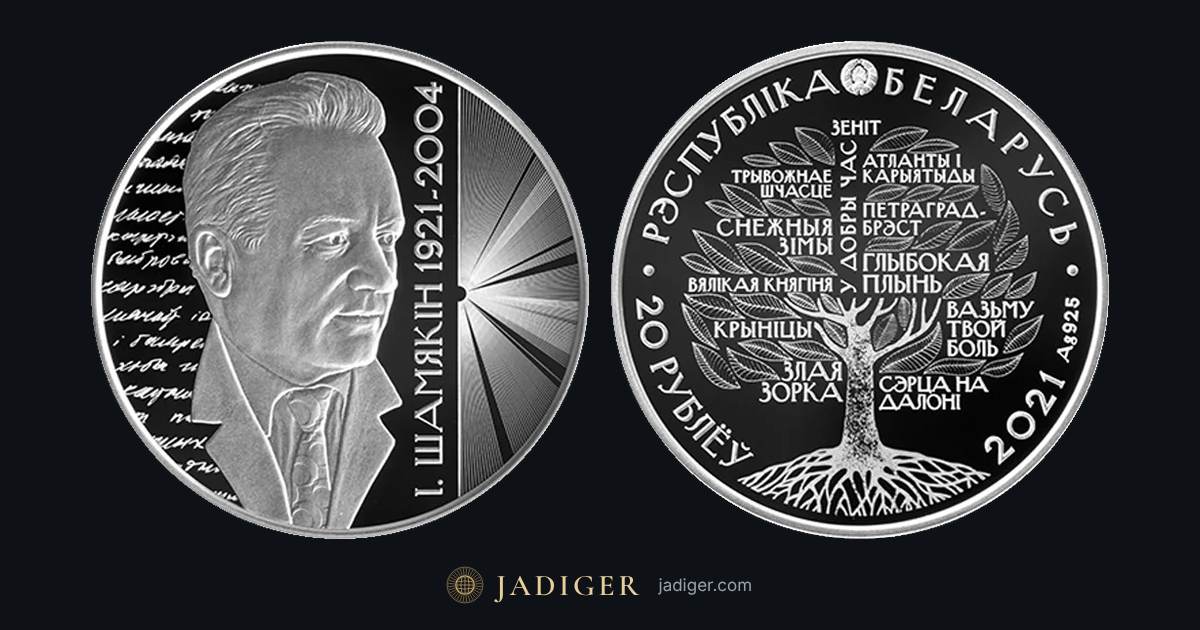 І. ШАМЯКІН 1921-2004
РЭСПУБЛІКА БЕЛАРУСЬ
ЗЕНІТ
АТЛАНТЫ І
КАРЫЯТЫДЫ
ТРЫВОЖНАЕ
ШЧАСЦЕ
У ДОБРЫ ЧАС
ПЕТРАГРАД-
БРЭСТ
СНЕЖНЫЯ
ЗІМЫ
ГЛЫБОКАЯ
ПЛЫНЬ
ВЯЛІКАЯ КНЯГІНЯ
ВАЗЬМУ
ТВОЙ
БОЛЬ
КРЫНІЦЫ
ЗЛАЯ
ЗОРКА
СЭРЦА НА
ДАЛОНІ
20 РУБЛЁЎ
2021 Ag925
JADIGER jadiger.com